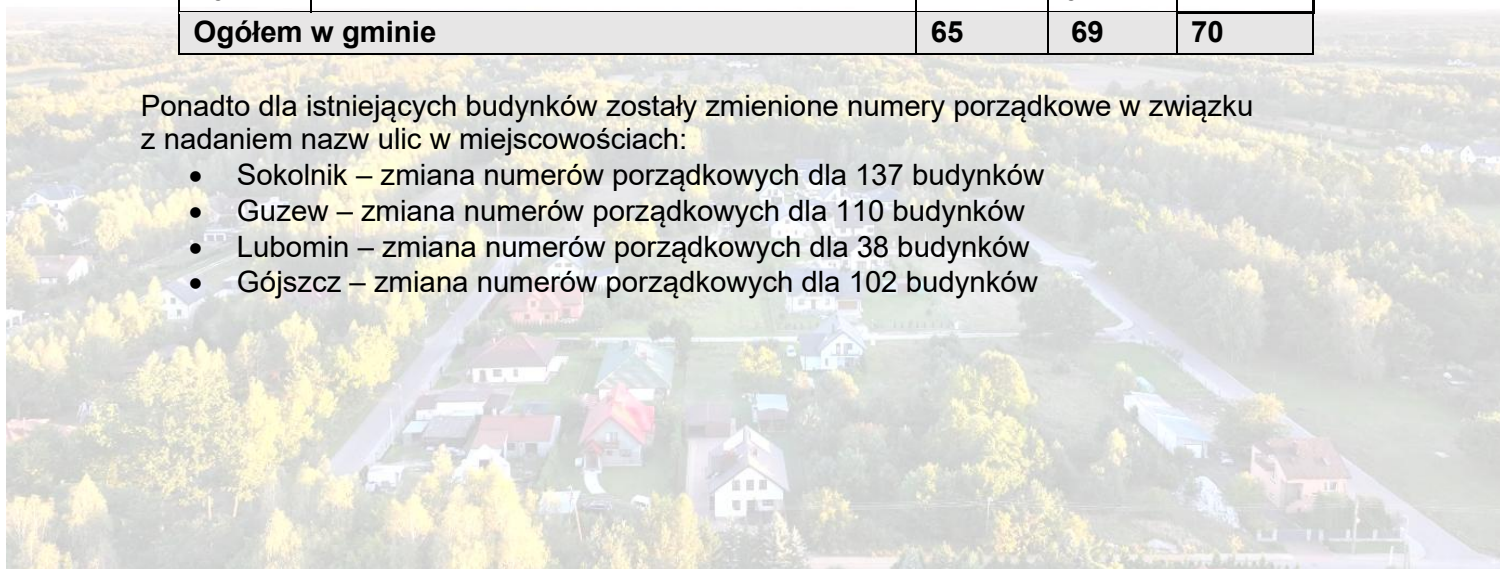 Ogółem w gminie 65 69 70
Ponadto dla istniejących budynków zostały zmienione numery porządkowe w związku
z nadaniem nazw ulic w miejscowościach:
• Sokolnik – zmiana numerów porządkowych dla 137 budynków
• Guzew – zmiana numerów porządkowych dla 110 budynków
• Lubomin – zmiana numerów porządkowych dla 38 budynków
• Gójszcz – zmiana numerów porządkowych dla 102 budynków